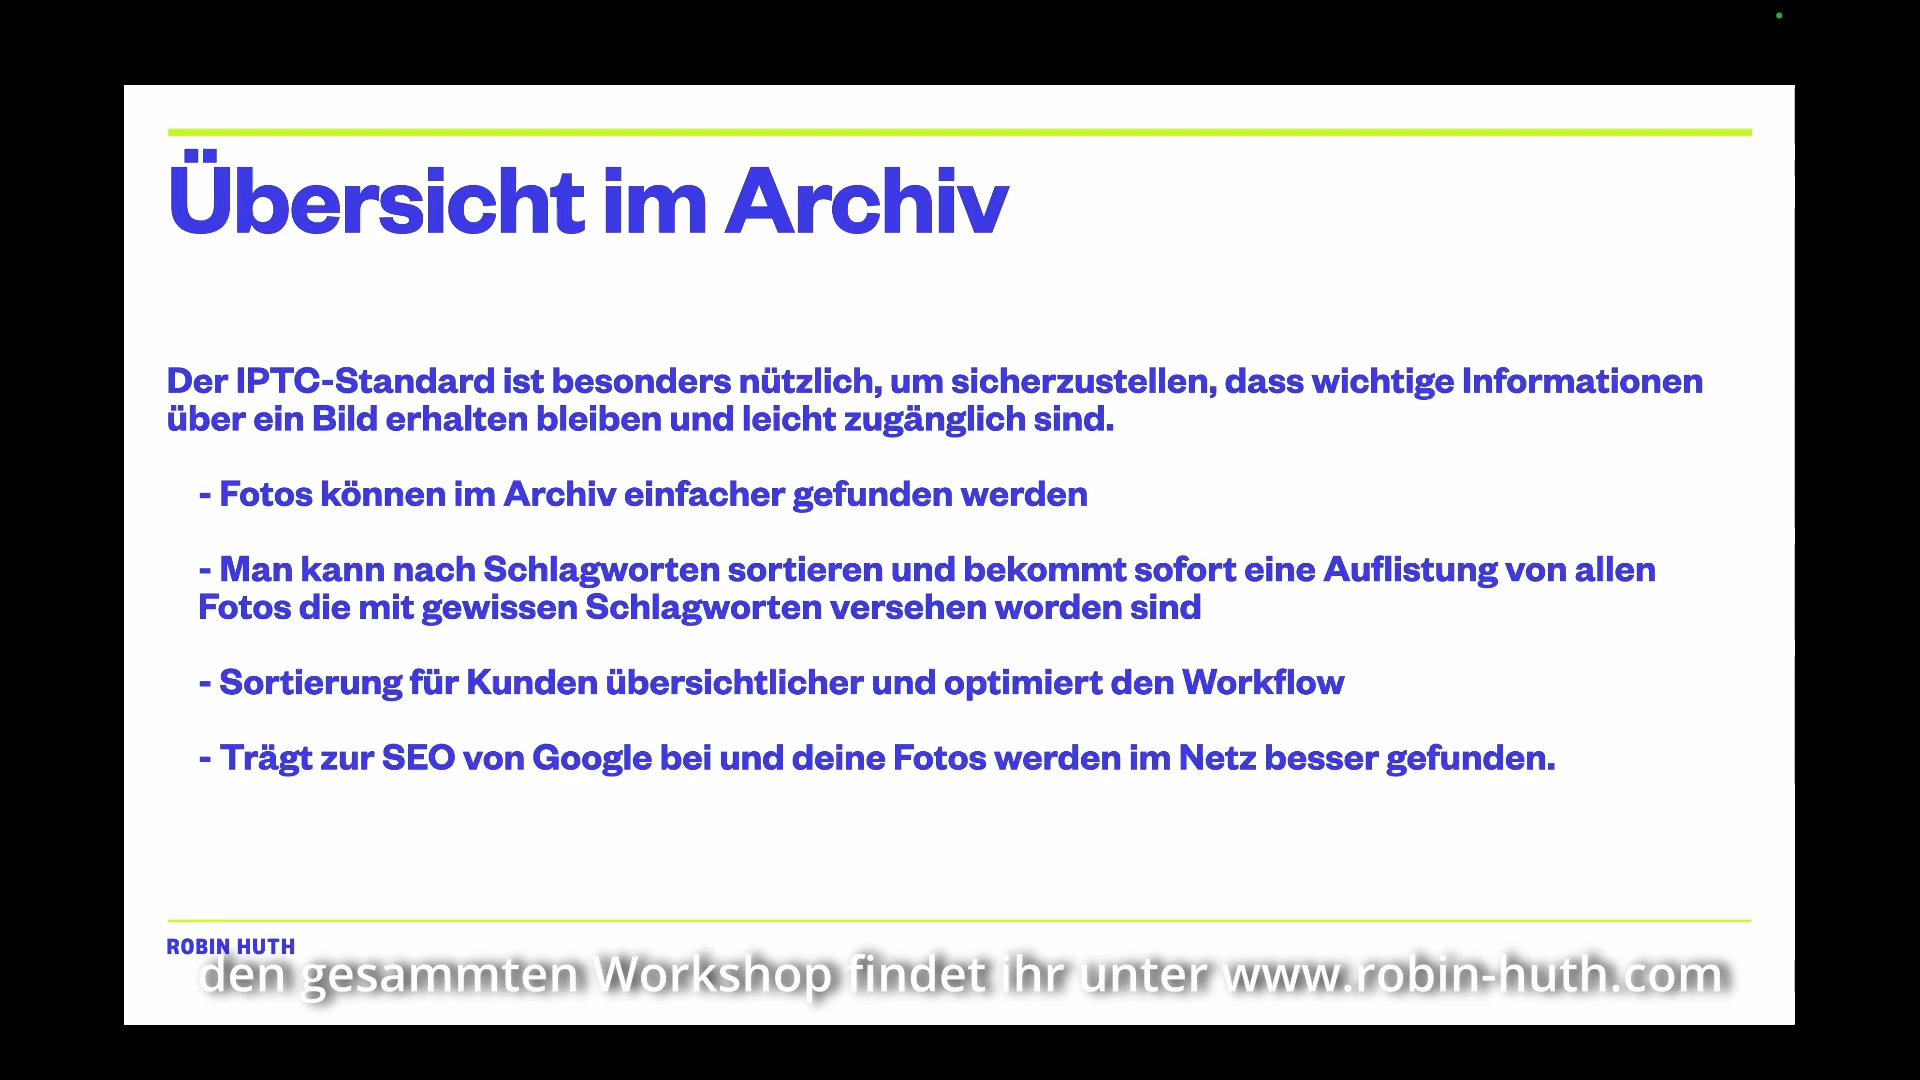 Übersicht im Archiv
Der IPTC-Standard ist besonders nützlich, um sicherzustellen, dass wichtige Informationen
über ein Bild erhalten bleiben und leicht zugänglich sind.
- Fotos können im Archiv einfacher gefunden werden
- Man kann nach Schlagworten sortieren und bekommt sofort eine Auflistung von allen
Fotos die mit gewissen Schlagworten versehen worden sind
- Sortierung für Kunden übersichtlicher und optimiert den Workflow
- Trägt zur SEO von Google bei und deine Fotos werden im Netz besser gefunden.
ROBIN HUTH
den gesammten Workshop findet ihr unter www.robin-huth.com